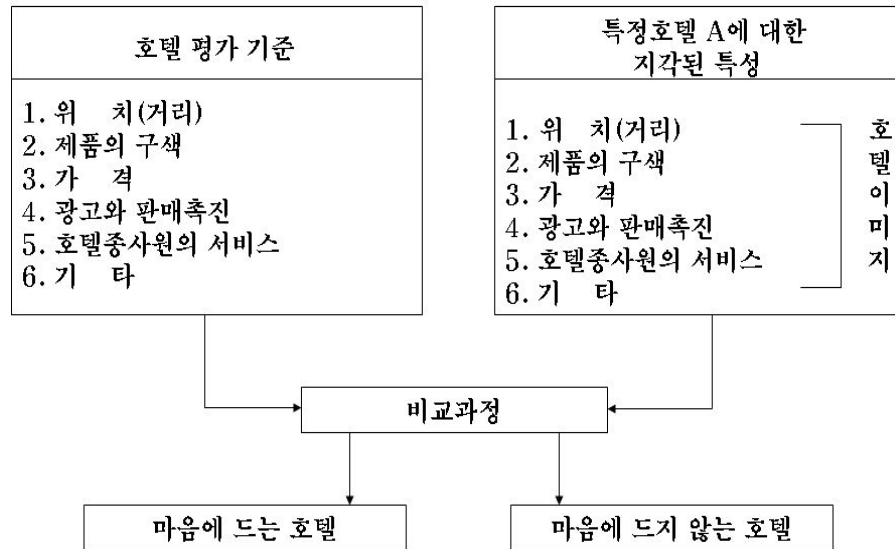 호텔 평가 기준
1. 위 치(거리)
2. 제품의 구색
3. 가 격
4. 광고와 판매촉진
5. 호텔종사원의 서비스
6. 기 타
특정호텔 A에 대한
지각된 특성
1. 위 치(거리)
2. 제품의 구색
3. 가 격
4. 광고와 판매촉진
5. 호텔종사원의 서비스
6. 기 타
호
텔
이
미
지
비교과정
마음에 드는 호텔
마음에 드지 않는 호텔